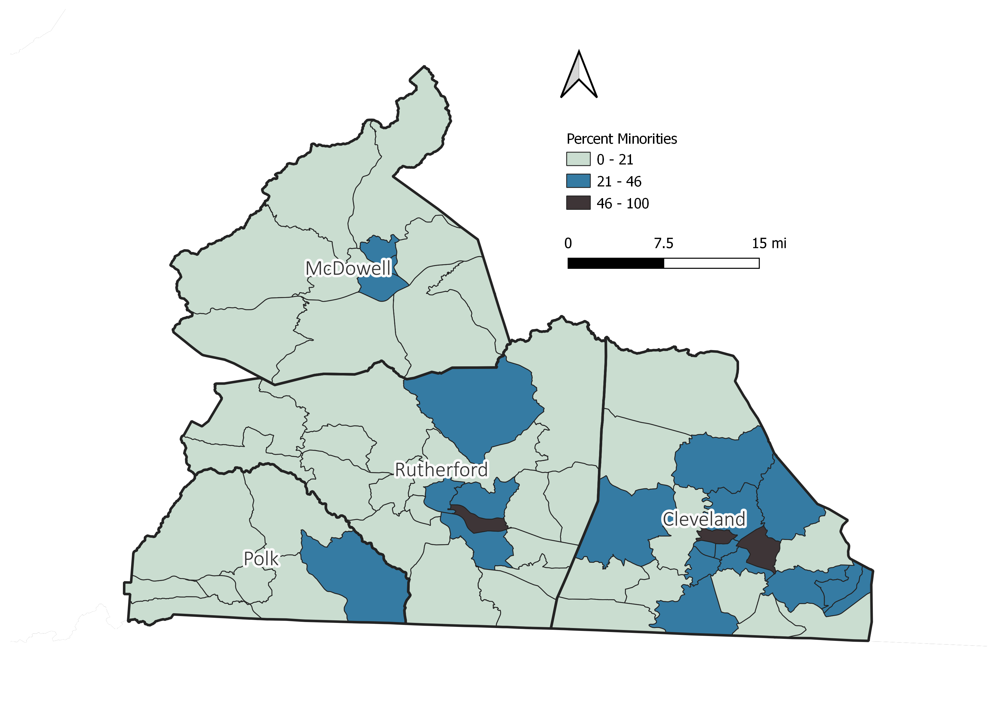 Percent Minorities
0 - 21
21 - 46
46 - 100
0 7.5 15 mi
McDowell
Rutherford
Cleveland
Polk